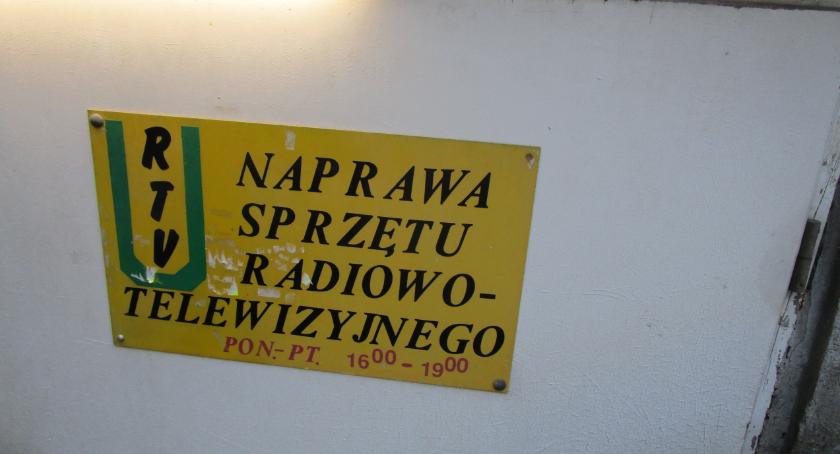 RTV
NAPRAWA
SPRZĘTU
RADIOWO-
TELEWIZYJNEGO
PON.-PT. 16⁰⁰ - 19⁰⁰